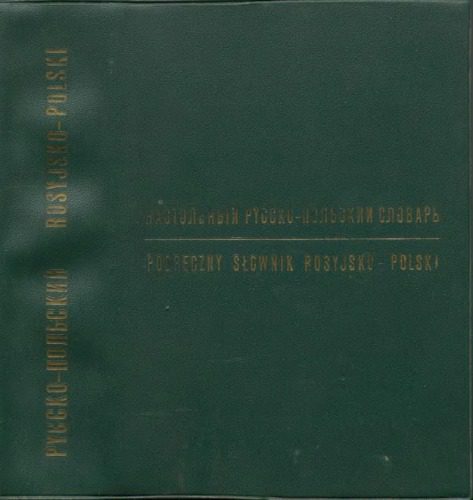 РУССКО-ПОЛЬСКИЙ ROSYJSKO-POLSKI
НАСТОЛЬНЫЙ РУССКО-ПОЛЬСКИЙ СЛОВАРЬ
PODRĘCZNY SŁOWNIK ROSYJSKO-POLSKI